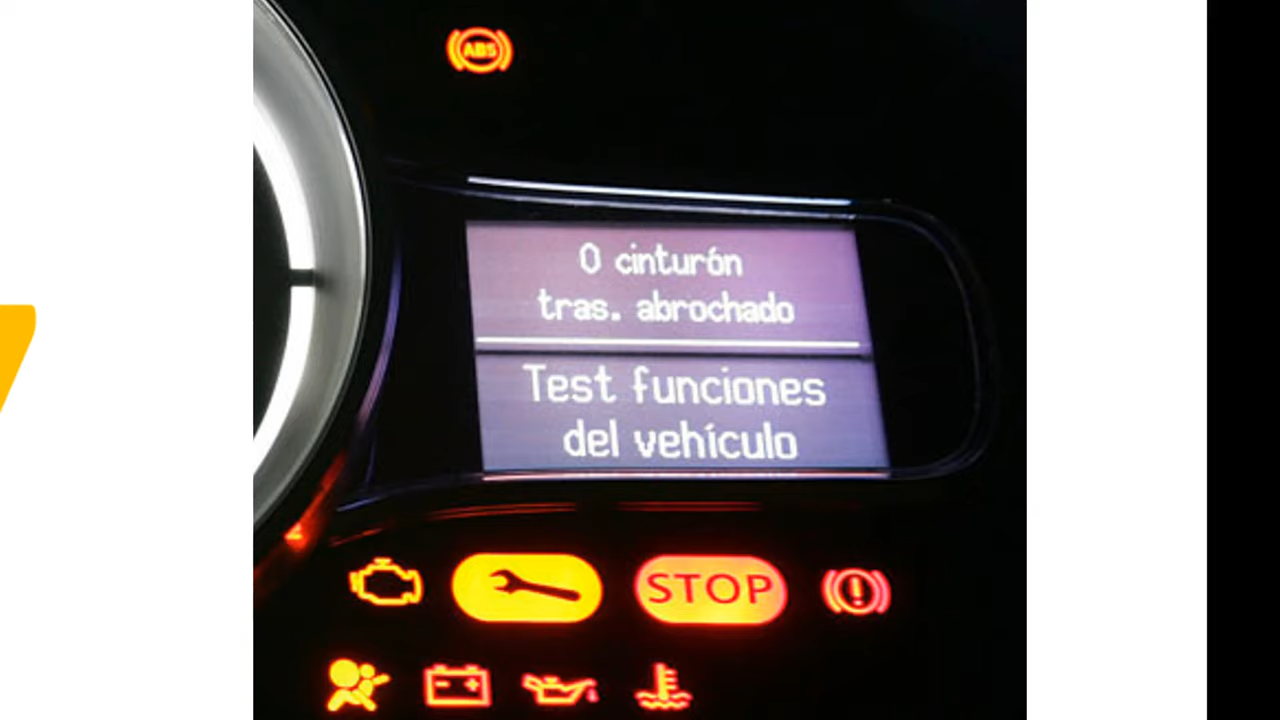 ABS
0 cinturón
tras. abrochado
Test funciones
del vehículo
STOP